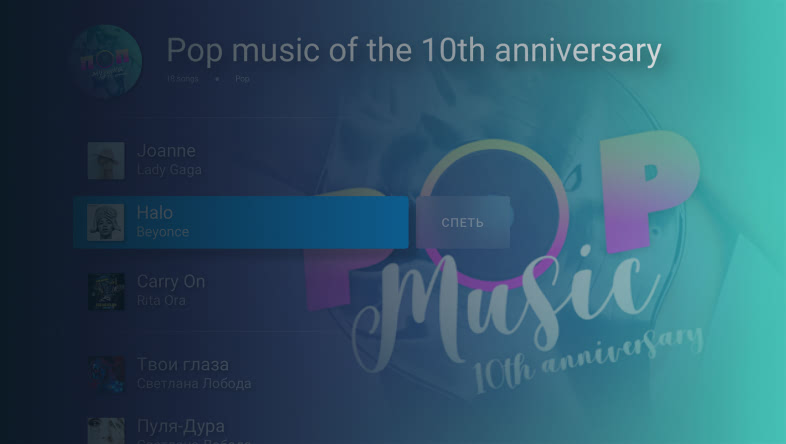 Pop music of the 10th anniversary
16 songs • Pop
Joanne
Lady Gaga
Halo
Beyonce
СПЕТЬ
Carry On
Rita Ora
Твои глаза
Светлана Лобода
Пуля-Дура
POP
Music
10th anniversary